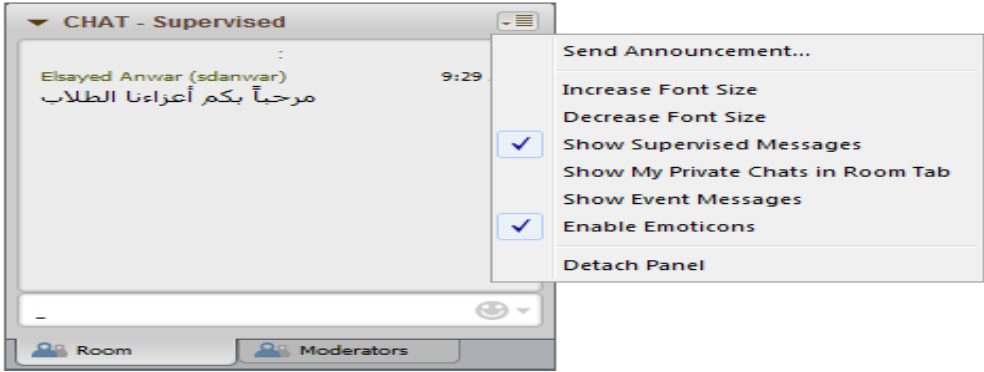 CHAT - Supervised
:
Elsayed Anwar (sdanwar) 9:29
مرحباً بكم أعزاءنا الطلاب
Room
Moderators
Send Announcement...
Increase Font Size
Decrease Font Size
Show Supervised Messages
Show My Private Chats in Room Tab
Show Event Messages
Enable Emoticons
Detach Panel